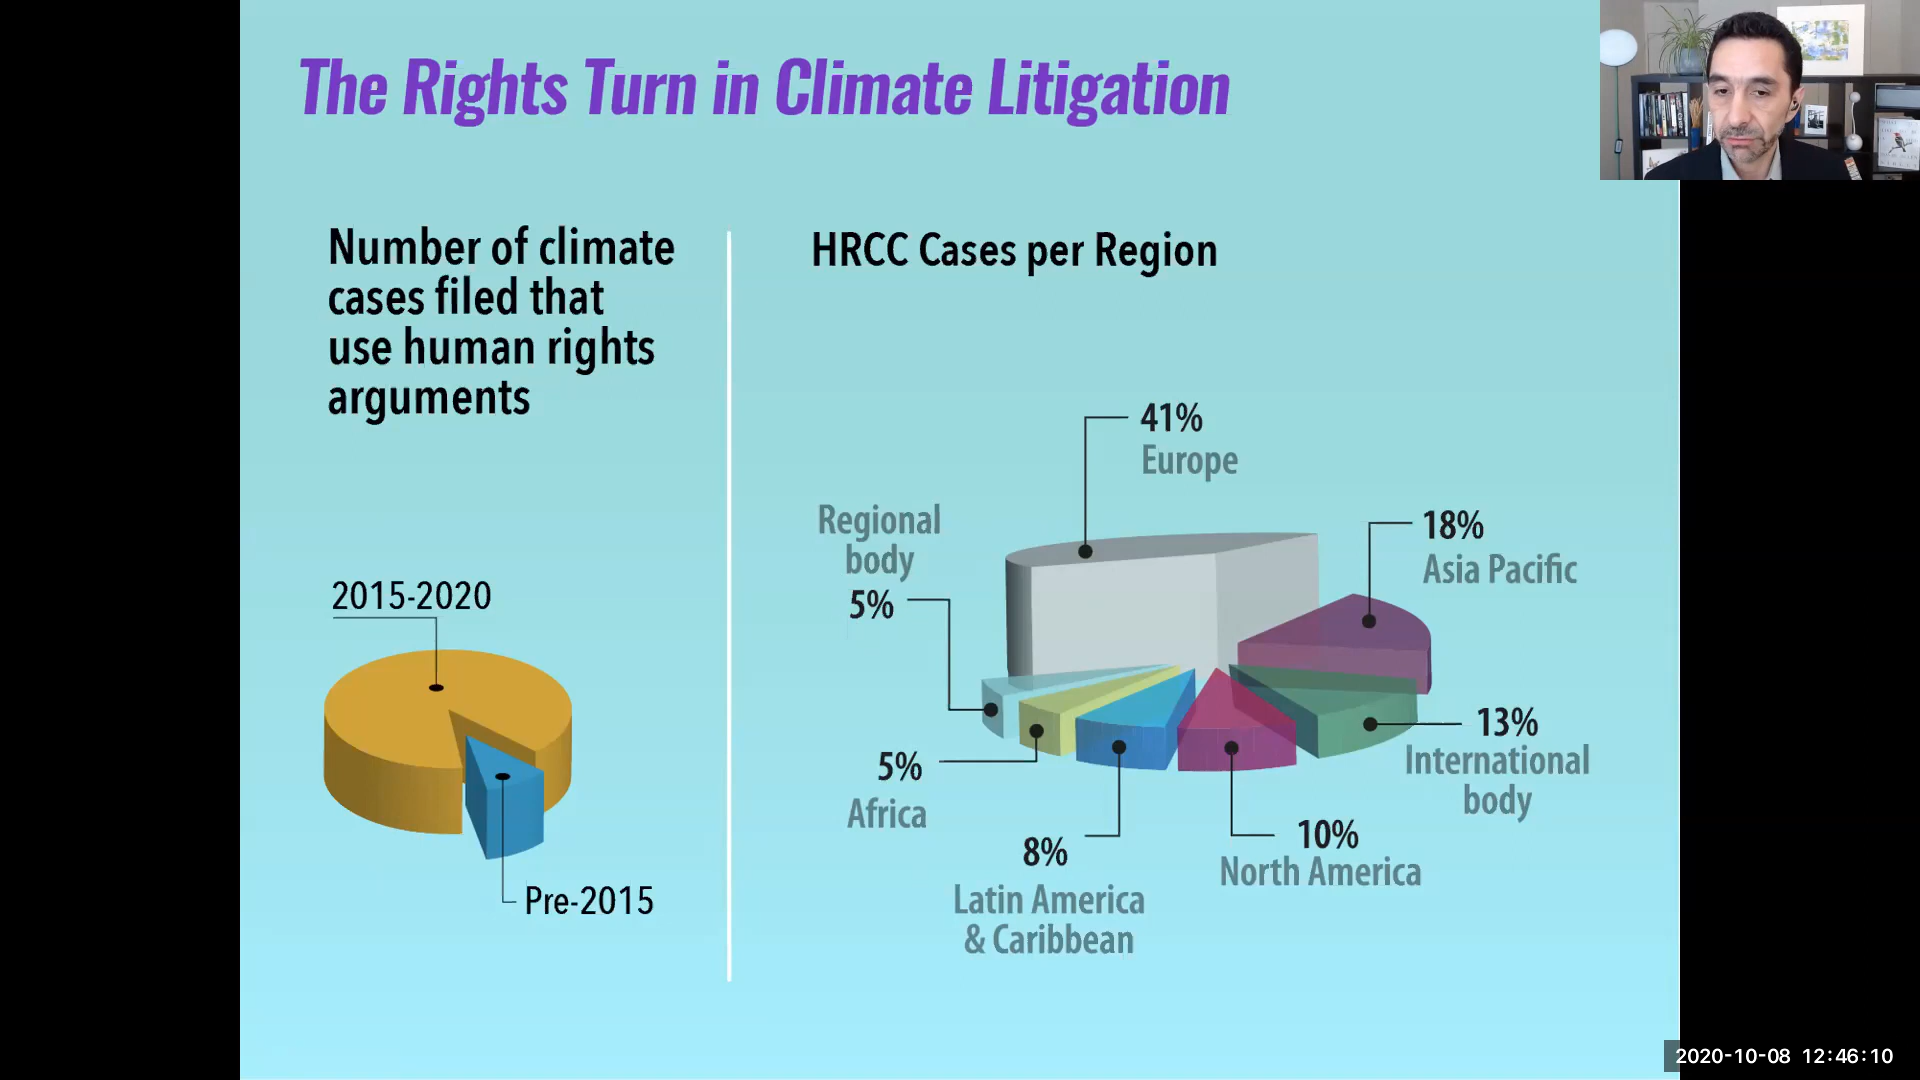 The Rights Turn in Climate Litigation
Number of climate
cases filed that
use human rights
arguments
2015-2020
Pre-2015
HRCC Cases per Region
41%
Europe
18%
Asia Pacific
13%
International
body
10%
North America
8%
Latin America
& Caribbean
5%
Africa
Regional
body
5%
2020-10-08 12:46:10